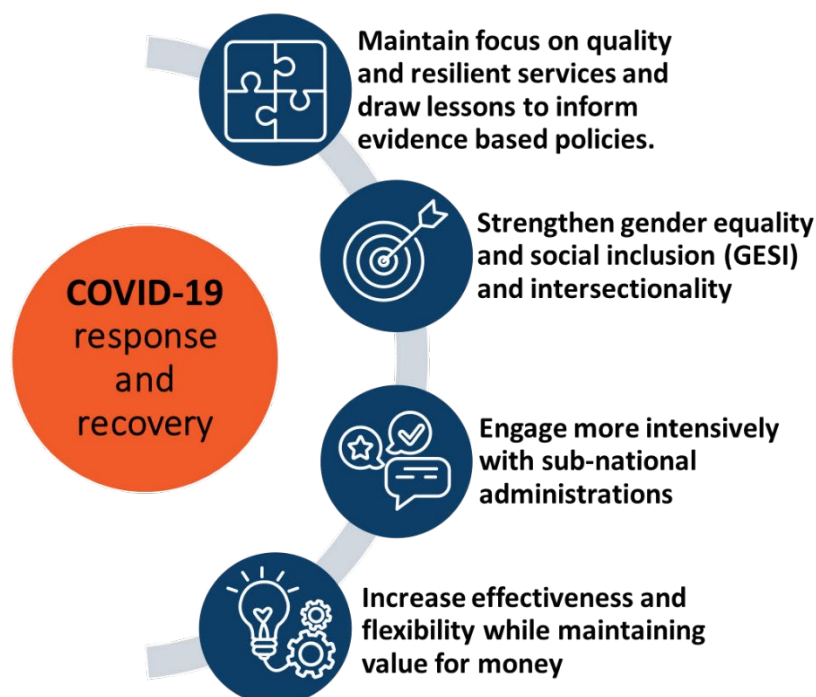 Maintain focus on quality
and resilient services and
draw lessons to inform
evidence based policies.
Strengthen gender equality
and social inclusion (GESI)
and intersectionality
COVID-19
response
and
recovery
Engage more intensively
with sub-national
administrations
Increase effectiveness and
flexibility while maintaining
value for money